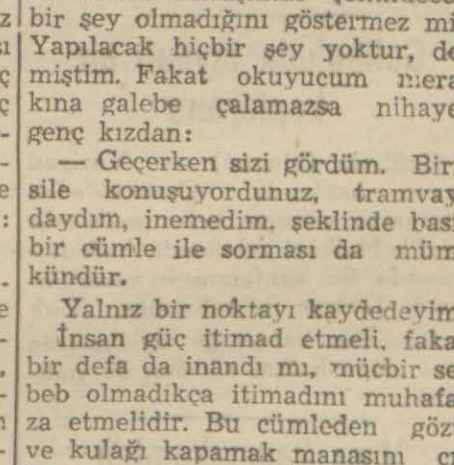 bir şey olmadığını göstermez mi
Yapılacak hiçbir şey yoktur, de
miştim. Fakat okuyucum mera
kına galebe çalamazsa nihaye
genç kızdan:
— Geçerken sizi gördüm. Biri
sile konuşuyordunuz, tramvay
daydım, inemedim. şeklinde basi
bir cümle ile sorması da müm
kündür.
Yalnız bir noktayı kaydedeyim
İnsan güç itimad etmeli. faka
bir defa da inandı mı, mücbir se
beb olmadıkça itimadını muhafa
za etmelidir. Bu cümleden göz
ve kulağı kapamak manasını